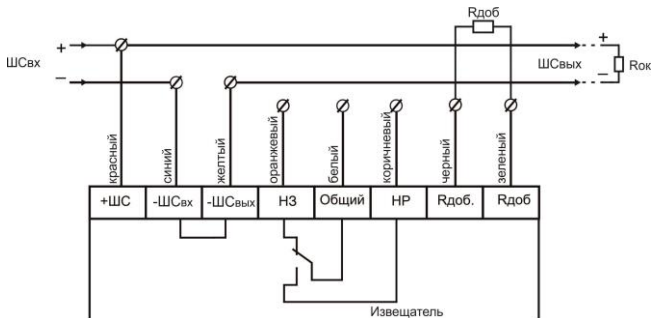 Rдоб
+
+
ШСвх
ШСвых
Rок
–
–
красный
синий
желтый
оранжевый
белый
коричневый
черный
зеленый
+ШС
-ШСвх
-ШСвых
НЗ
Общий
НР
Rдоб.
Rдоб
Извещатель